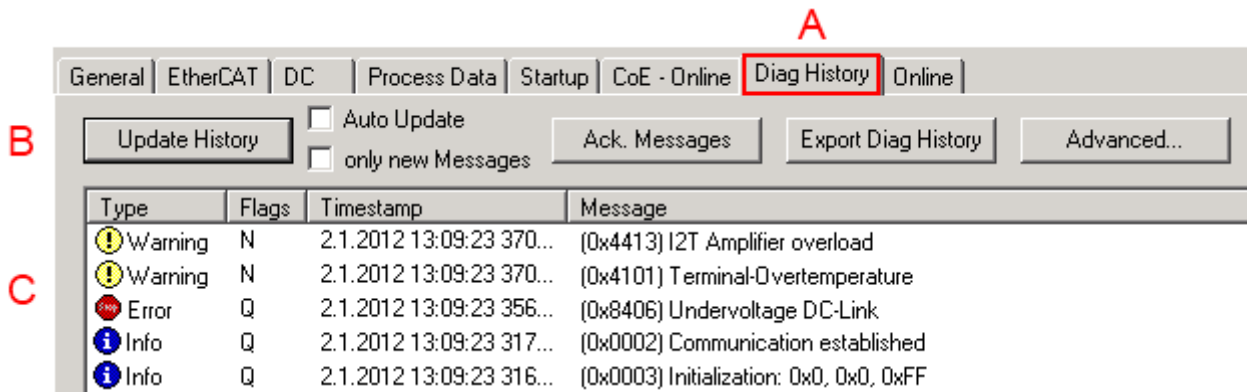 A
General EtherCAT DC Process Data Startup CoE - Online Diag History Online
B
Update History Auto Update Ack. Messages Export Diag History Advanced...
only new Messages
Type Flags Timestamp Message
C
Warning N 2.1.2012 13:09:23 370... (0x4413) I2T Amplifier overload
Warning N 2.1.2012 13:09:23 370... (0x4101) Terminal-Overtemperature
Error Q 2.1.2012 13:09:23 356... (0x8406) Undervoltage DC-Link
Info Q 2.1.2012 13:09:23 317... (0x0002) Communication established
Info Q 2.1.2012 13:09:23 316... (0x0003) Initialization: 0x0, 0x0, 0xFF